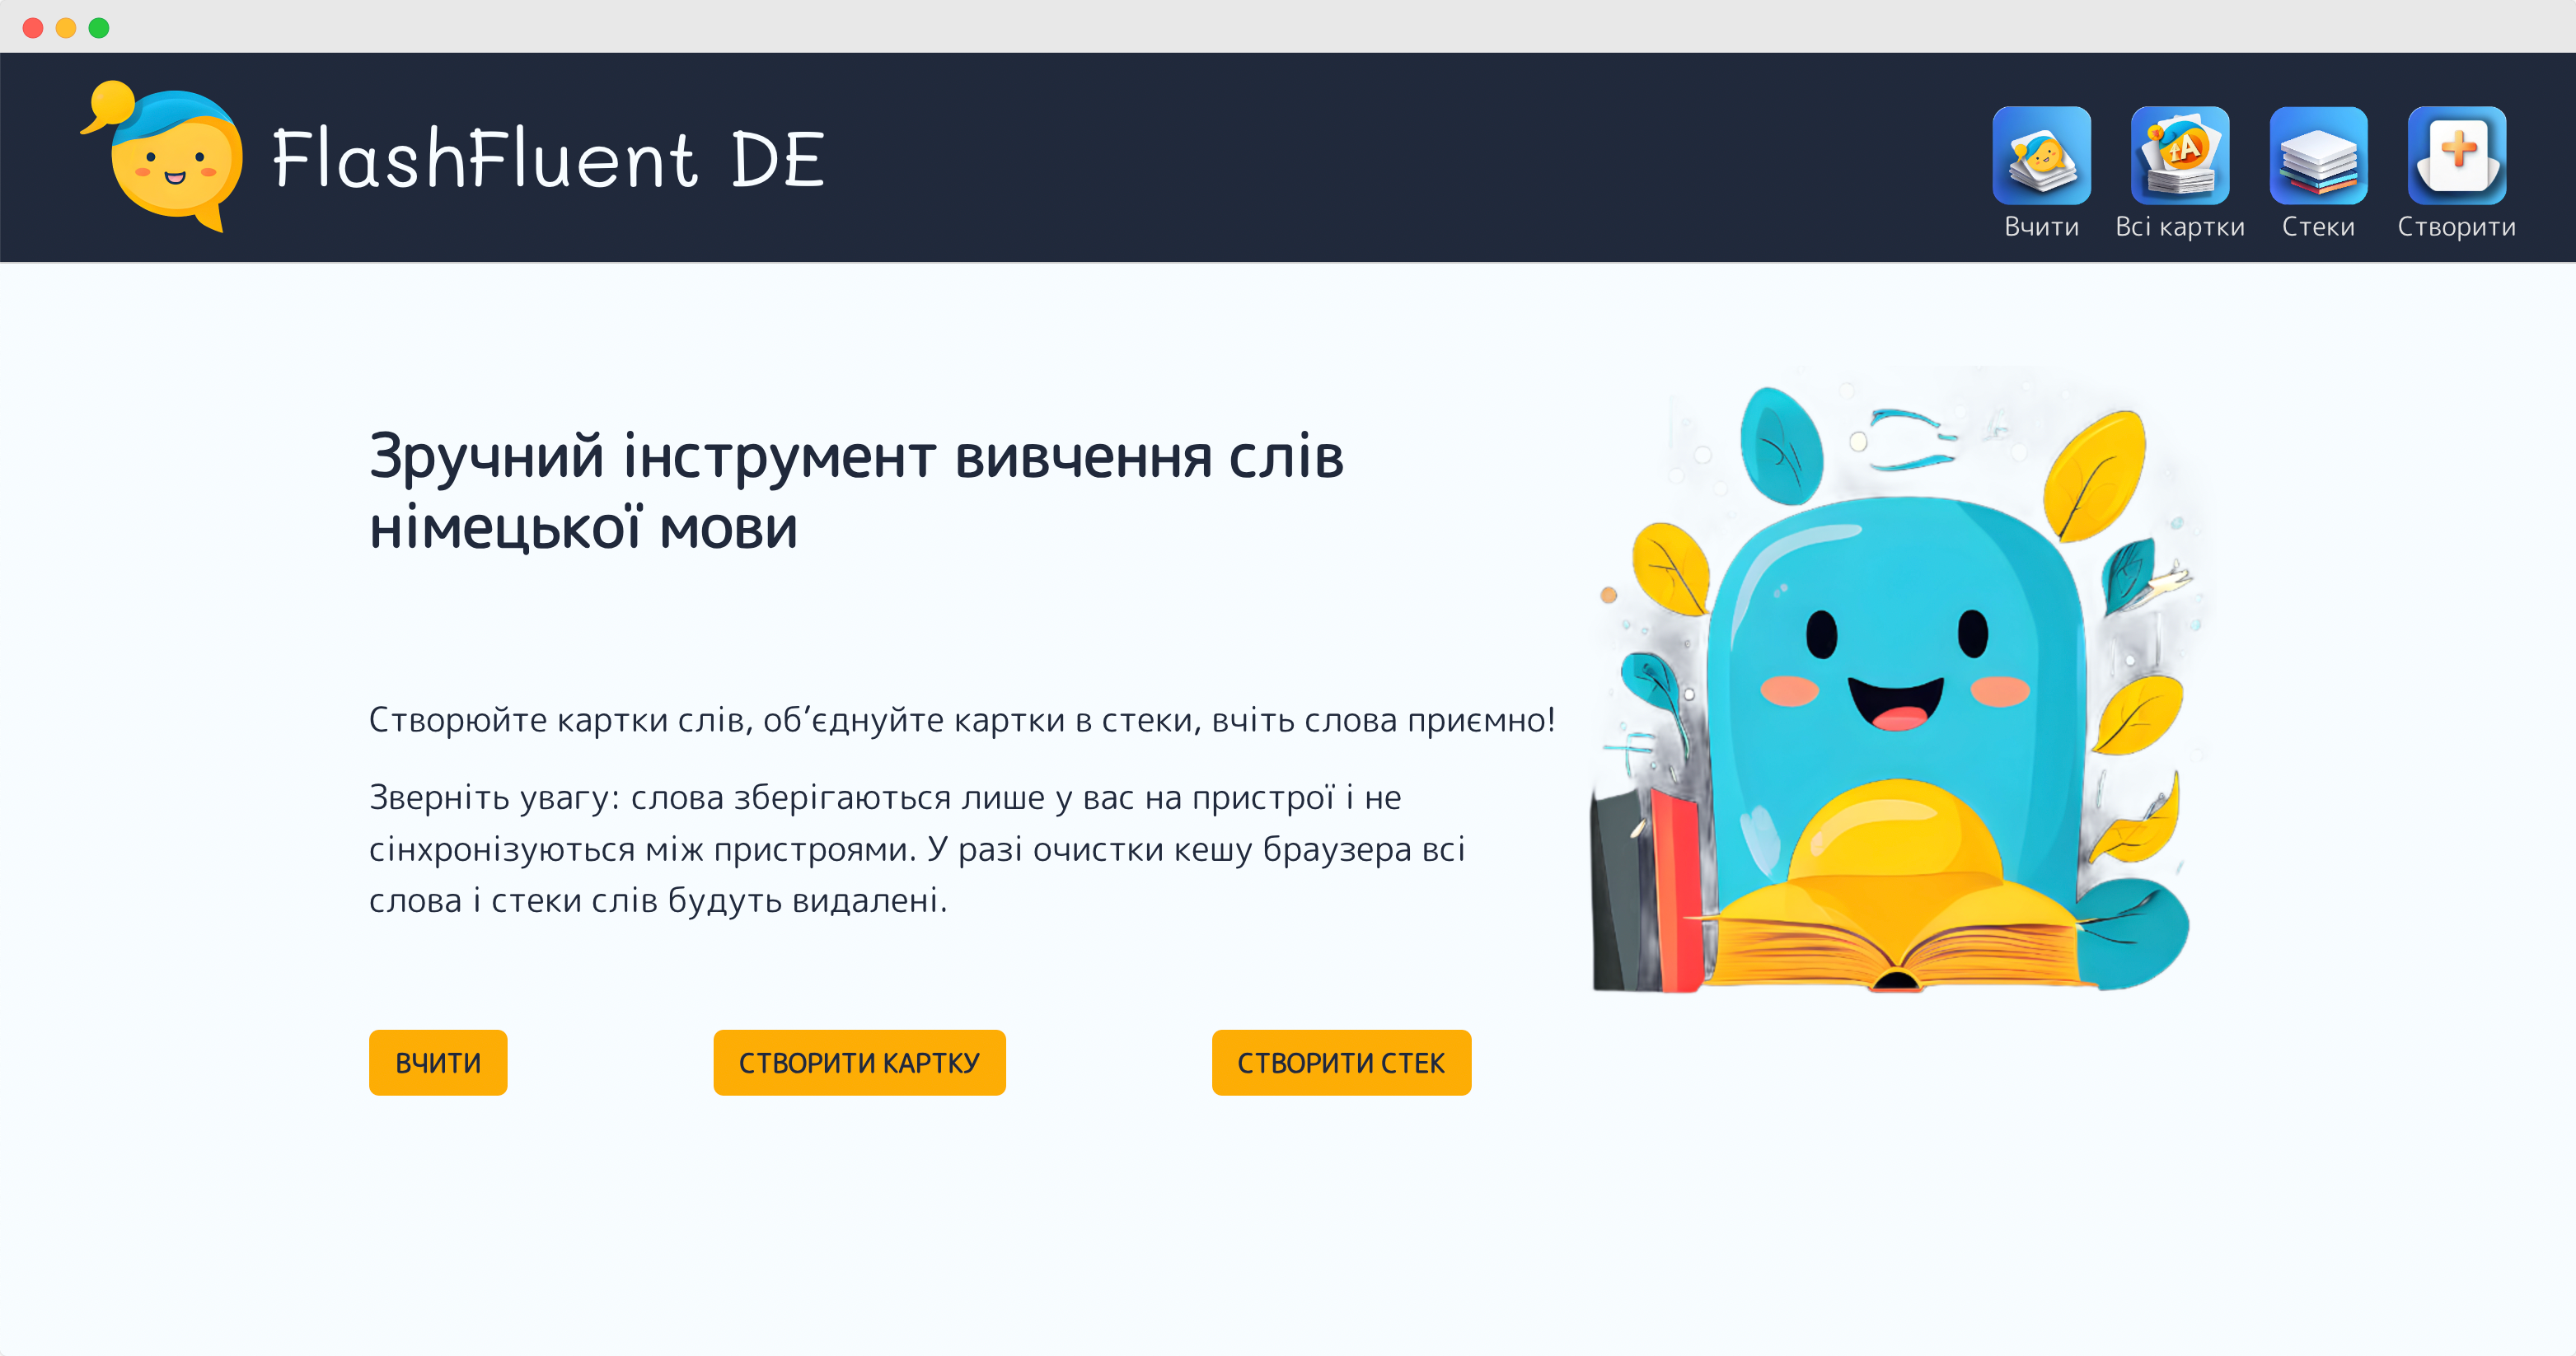 FlashFluent DE
Вчити
Всі картки
Стеки
Створити
Зручний інструмент вивчення слів
німецької мови
Створюйте картки слів, об’єднуйте картки в стеки, вчіть слова приємно!
Зверніть увагу: слова зберігаються лише у вас на пристрої і не
сінхронізуються між пристроями. У разі очистки кешу браузера всі
слова і стеки слів будуть видалені.
ВЧИТИ
СТВОРИТИ КАРТКУ
СТВОРИТИ СТЕК